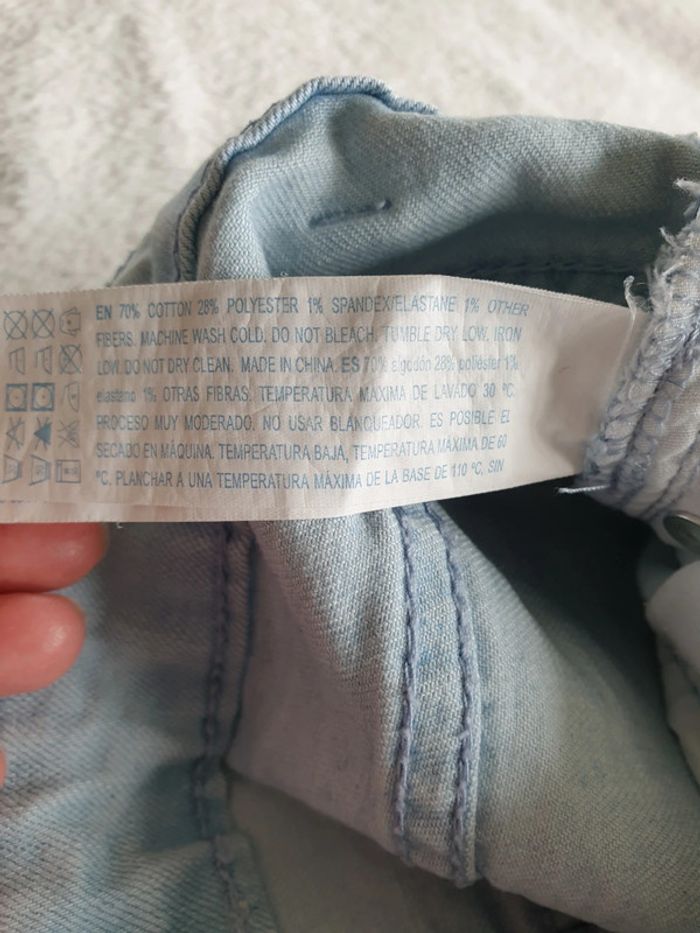 EN 70% COTTON 28% POLYESTER 1% SPANDEX/ELASTANE 1% OTHER
FIBERS. MACHINE WASH COLD. DO NOT BLEACH. TUMBLE DRY LOW. IRON
LOW. DO NOT DRY CLEAN. MADE IN CHINA. ES 70% algodón 28% poliéster 1%
elastano 1% OTRAS FIBRAS. TEMPERATURA MÁXIMA DE LAVADO 30 ºC.
PROCESO MUY MODERADO. NO USAR BLANQUEADOR. ES POSIBLE EL
SECADO EN MÁQUINA. TEMPERATURA BAJA, TEMPERATURA MÁXIMA DE 60
ºC. PLANCHAR A UNA TEMPERATURA MÁXIMA DE LA BASE DE 110 ºC. SIN